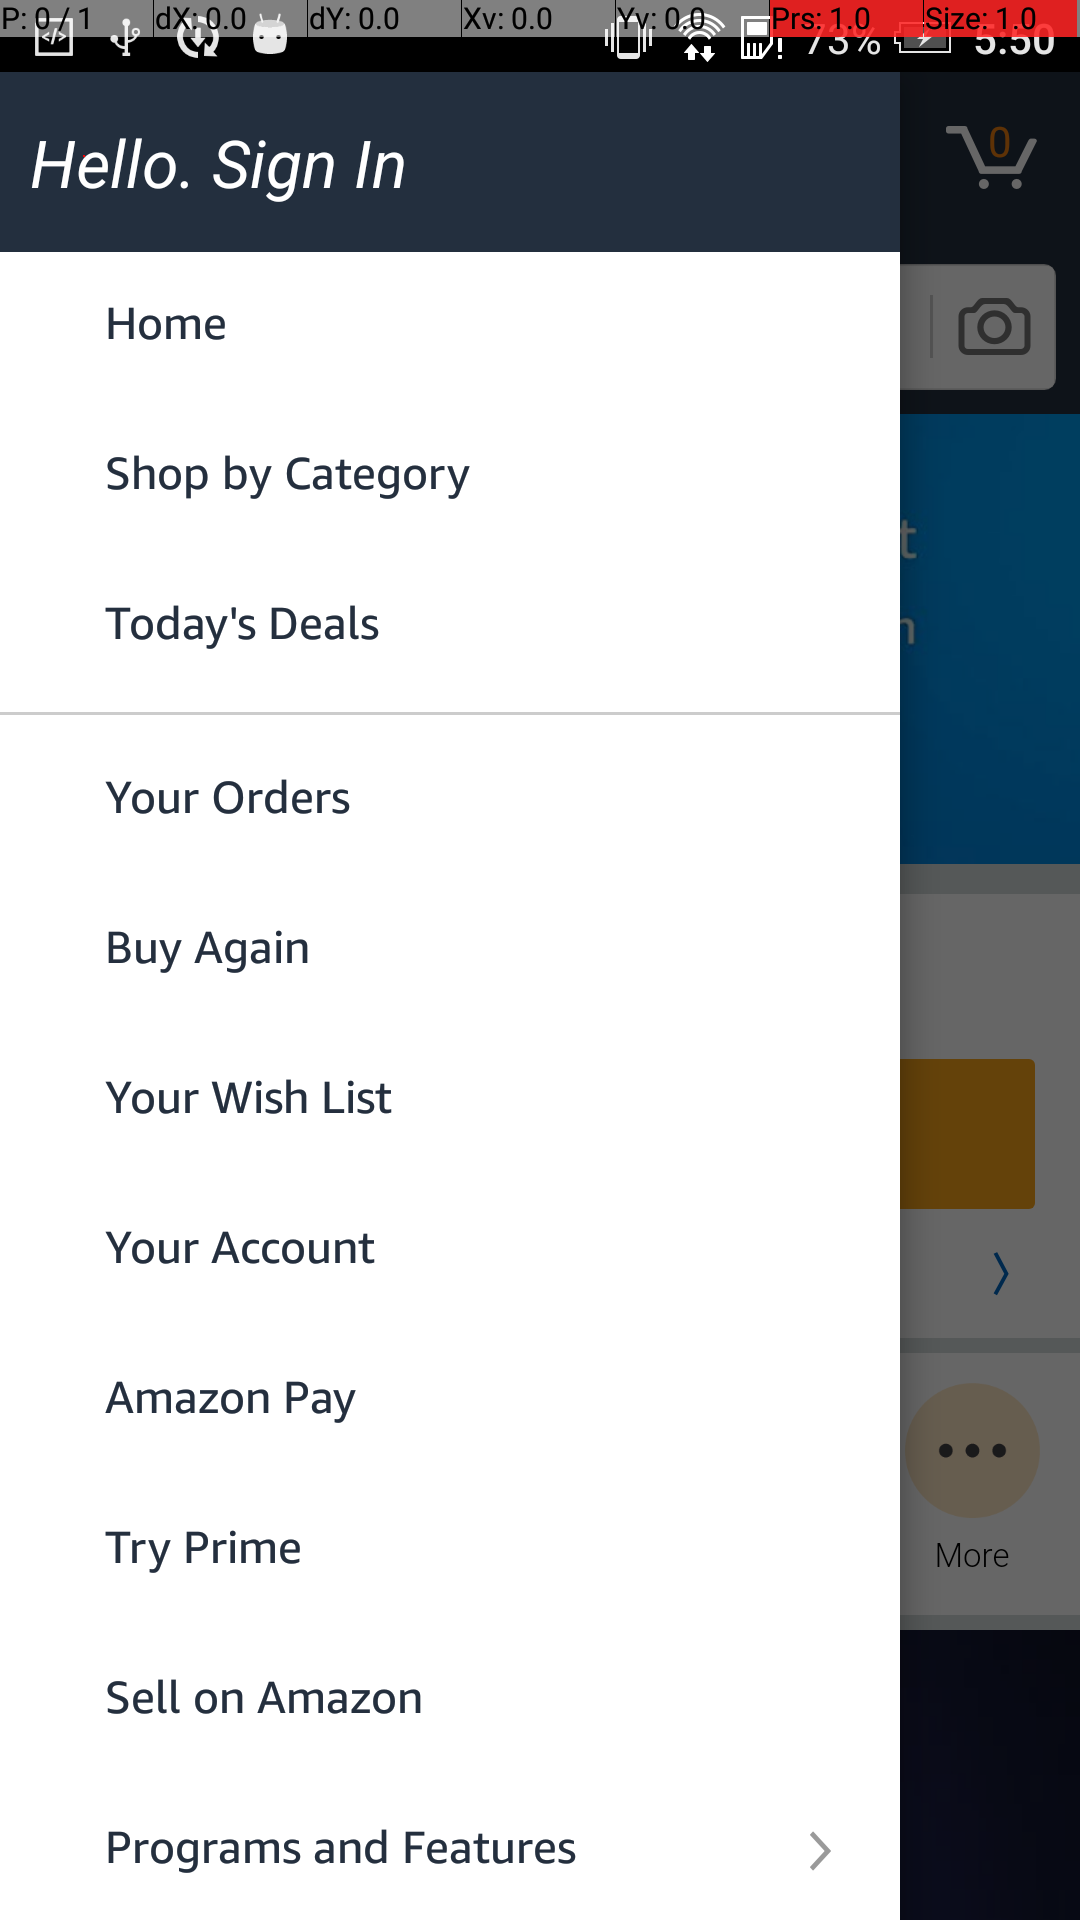 P: 0 / 1 dX: 0.0 dY: 0.0 Xv: 0.0 Yv: 0.0 Prs: 1.0 Size: 1.0
73% 5:50
Hello. Sign In
0
Home
Shop by Category
Today's Deals
t
n
Your Orders
Buy Again
Your Wish List
Your Account
Amazon Pay
Try Prime
More
Sell on Amazon
Programs and Features